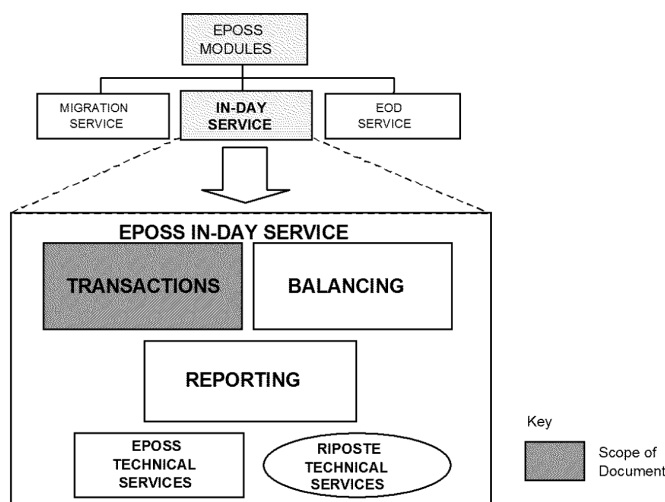 EPOSS
MODULES
MIGRATION
SERVICE
IN-DAY
SERVICE
EOD
SERVICE
EPOSS IN-DAY SERVICE
TRANSACTIONS
BALANCING
REPORTING
EPOSS
TECHNICAL
SERVICES
RIPOSTE
TECHNICAL
SERVICES
Key
Scope of
Document